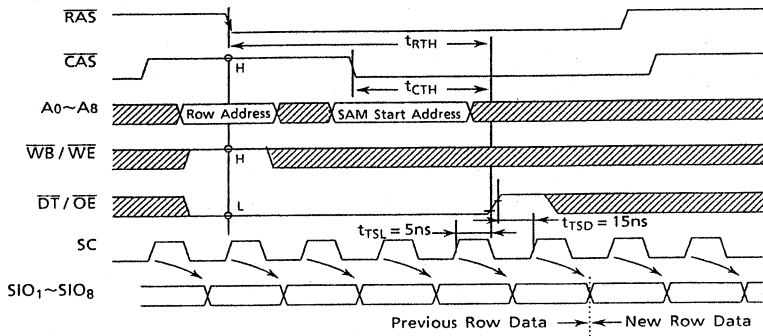 RAS
tRTH
CAS
H
tCTH
A0~A8
Row Address
SAM Start Address
WB / WE
H
DT / OE
L
tTSL = 5ns
tTSD = 15ns
SC
SIO1~SIO8
Previous Row Data
New Row Data